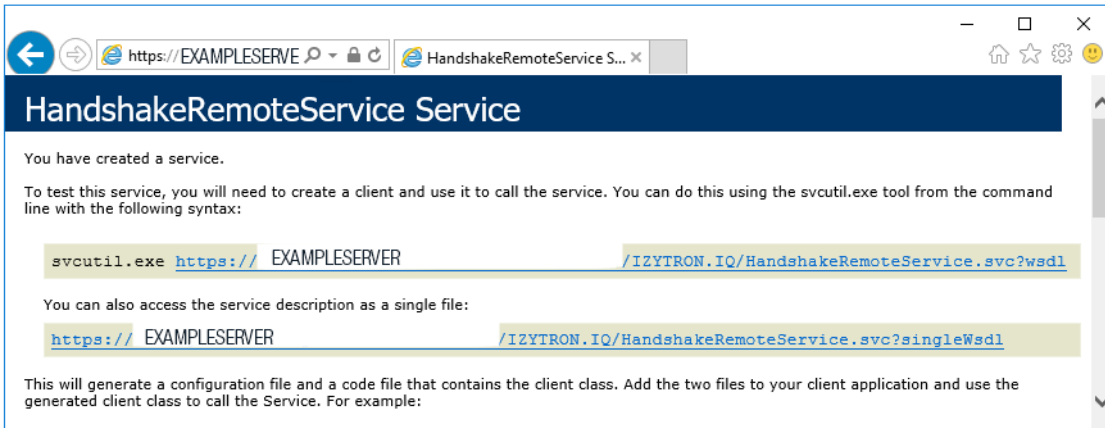 https://EXAMPLESERVE
HandshakeRemoteService S...
HandshakeRemoteService Service
You have created a service.
To test this service, you will need to create a client and use it to call the service. You can do this using the svcutil.exe tool from the command
line with the following syntax:
svcutil.exe https:// EXAMPLESERVER /IZYTRON.IQ/HandshakeRemoteService.svc?wsdl
You can also access the service description as a single file:
https:// EXAMPLESERVER /IZYTRON.IQ/HandshakeRemoteService.svc?singleWsdl
This will generate a configuration file and a code file that contains the client class. Add the two files to your client application and use the
generated client class to call the Service. For example: